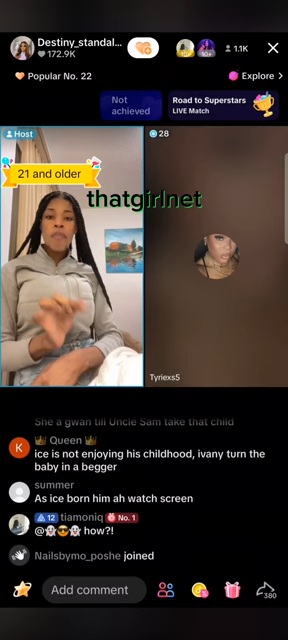 Destiny_standal...
172.9K
10+
10+
1.1K
Popular No. 22
Explore >
Not
achieved
Road to Superstars
LIVE Match
Host
28
21 and older
thatgirlnet
Tyriexs5
She a gwan till Uncle Sam take that child
Queen
K
ice is not enjoying his childhood, ivany turn the
baby in a begger
summer
As ice born him ah watch screen
12 tiamoniq No. 1
@👻😎👻 how?!
Nailsbymo_poshe joined
Add comment
380